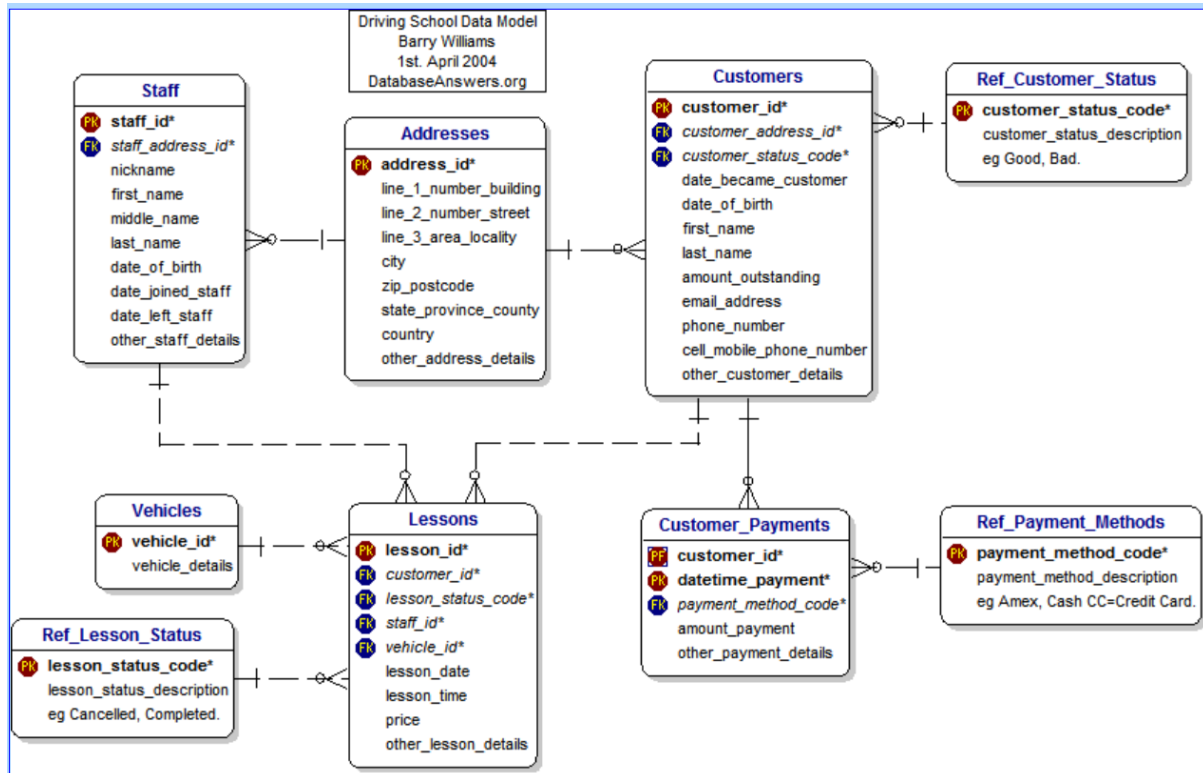 Driving School Data Model
Barry Williams
1st. April 2004
DatabaseAnswers.org
Staff
PK staff_id*
FK staff_address_id*
nickname
first_name
middle_name
last_name
date_of_birth
date_joined_staff
date_left_staff
other_staff_details
Addresses
PK address_id*
line_1_number_building
line_2_number_street
line_3_area_locality
city
zip_postcode
state_province_county
country
other_address_details
Customers
PK customer_id*
FK customer_address_id*
FK customer_status_code*
date_became_customer
date_of_birth
first_name
last_name
amount_outstanding
email_address
phone_number
cell_mobile_phone_number
other_customer_details
Ref_Customer_Status
PK customer_status_code*
customer_status_description
eg Good, Bad.
Vehicles
PK vehicle_id*
vehicle_details
Ref_Lesson_Status
PK lesson_status_code*
lesson_status_description
eg Cancelled, Completed.
Lessons
PK lesson_id*
FK customer_id*
FK lesson_status_code*
FK staff_id*
FK vehicle_id*
lesson_date
lesson_time
price
other_lesson_details
Customer_Payments
PF customer_id*
PK datetime_payment*
FK payment_method_code*
amount_payment
other_payment_details
Ref_Payment_Methods
PK payment_method_code*
payment_method_description
eg Amex, Cash CC=Credit Card.